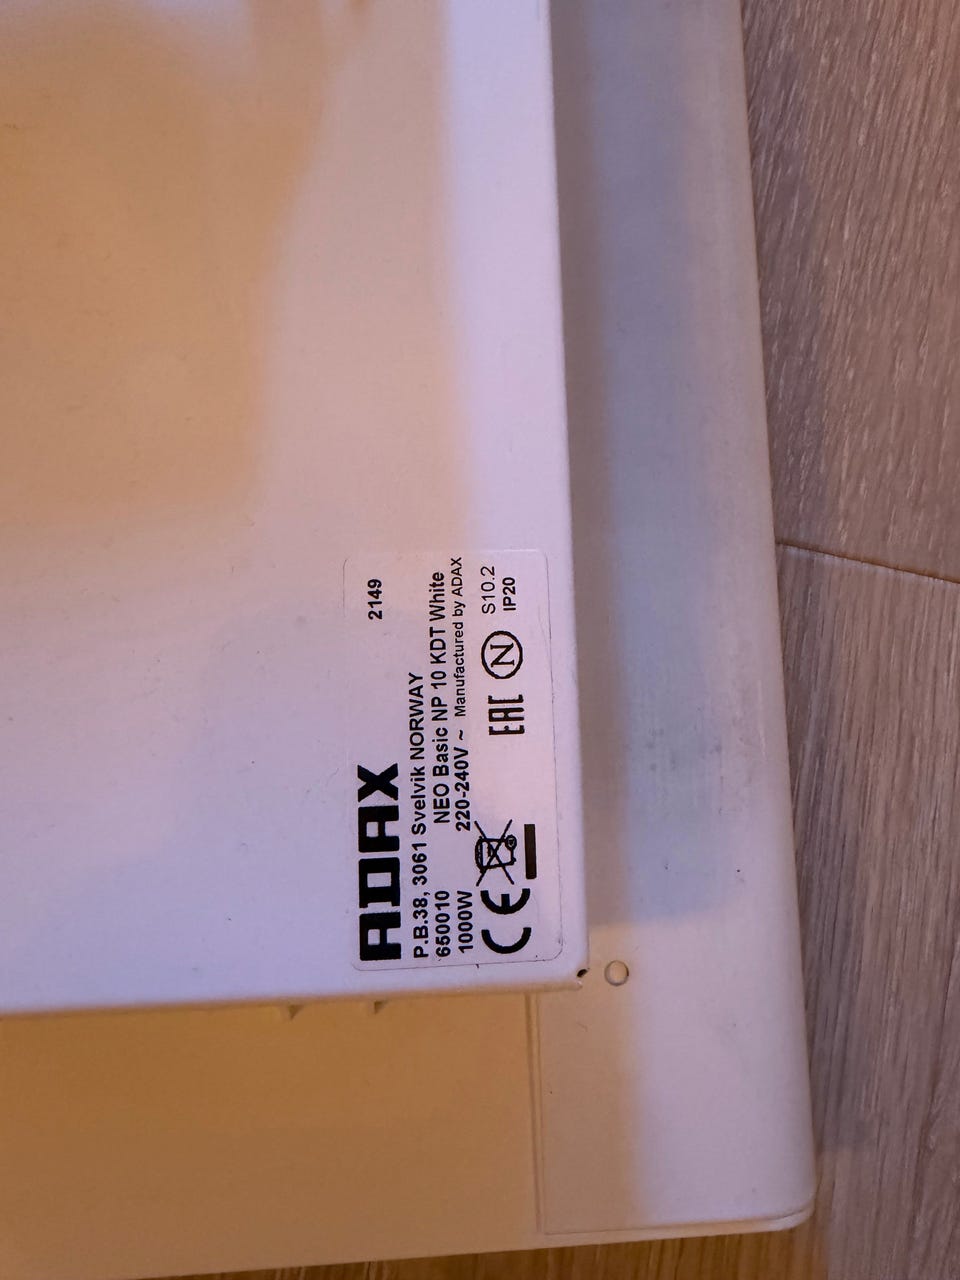 ADAX 2149
P.B.38, 3061 Svelvik NORWAY
650010 NEO Basic NP 10 KDT White
1000W 220-240V ~ Manufactured by ADAX
CE EAC N S10.2
IP20